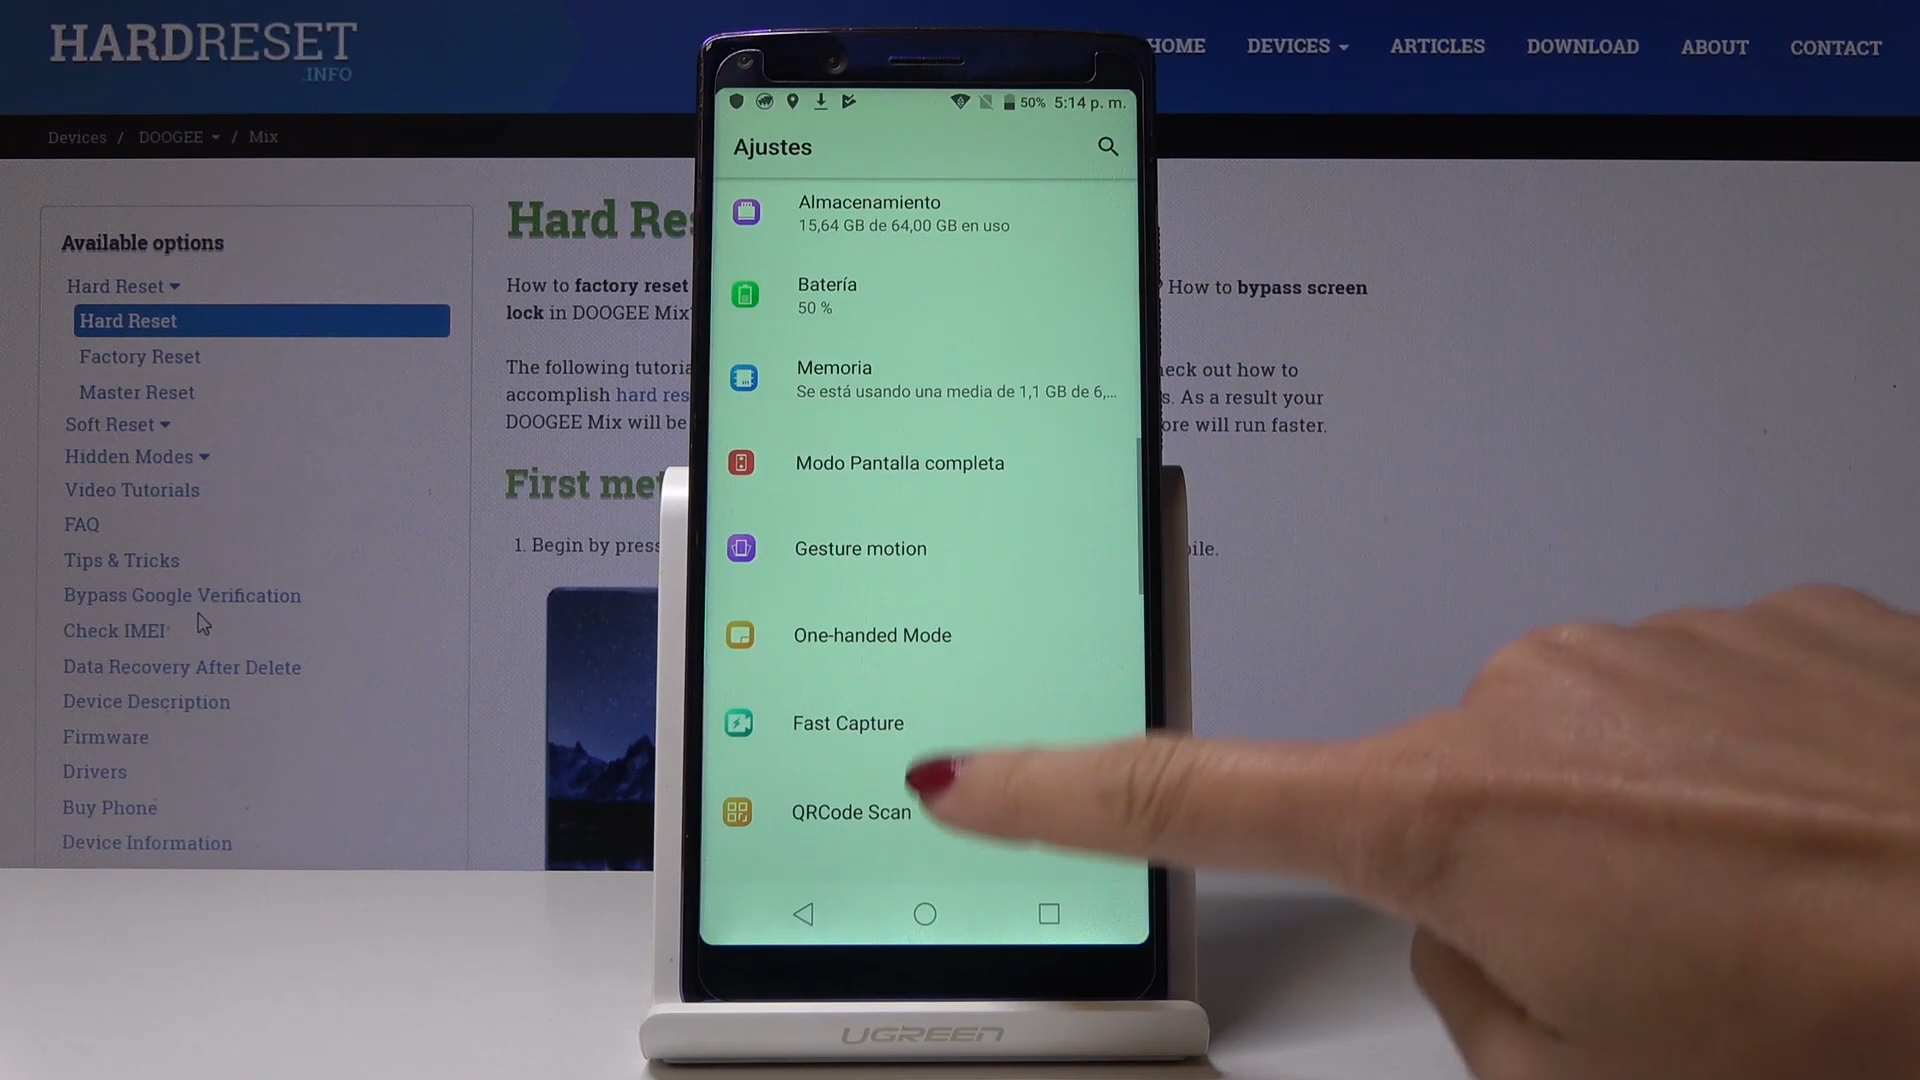 HARDRESET
.INFO
HOME
DEVICES
ARTICLES
DOWNLOAD
ABOUT
CONTACT
Devices / DOOGEE / Mix
Available options
Hard Reset
Hard Reset
Factory Reset
Master Reset
Soft Reset
Hidden Modes
Video Tutorials
FAQ
Tips & Tricks
Bypass Google Verification
Check IMEI
Data Recovery After Delete
Device Description
Firmware
Drivers
Buy Phone
Device Information
Hard Re
How to factory reset
? How to bypass screen
lock in DOOGEE Mix
The following tutoria
eck out how to
accomplish hard res
s. As a result your
DOOGEE Mix will be
ore will run faster.
First me
1. Begin by press
ile.
50% 5:14 p. m.
Ajustes
Almacenamiento
15,64 GB de 64,00 GB en uso
Batería
50 %
Memoria
Se está usando una media de 1,1 GB de 6,...
Modo Pantalla completa
Gesture motion
One-handed Mode
Fast Capture
QRCode Scan
UGREEN